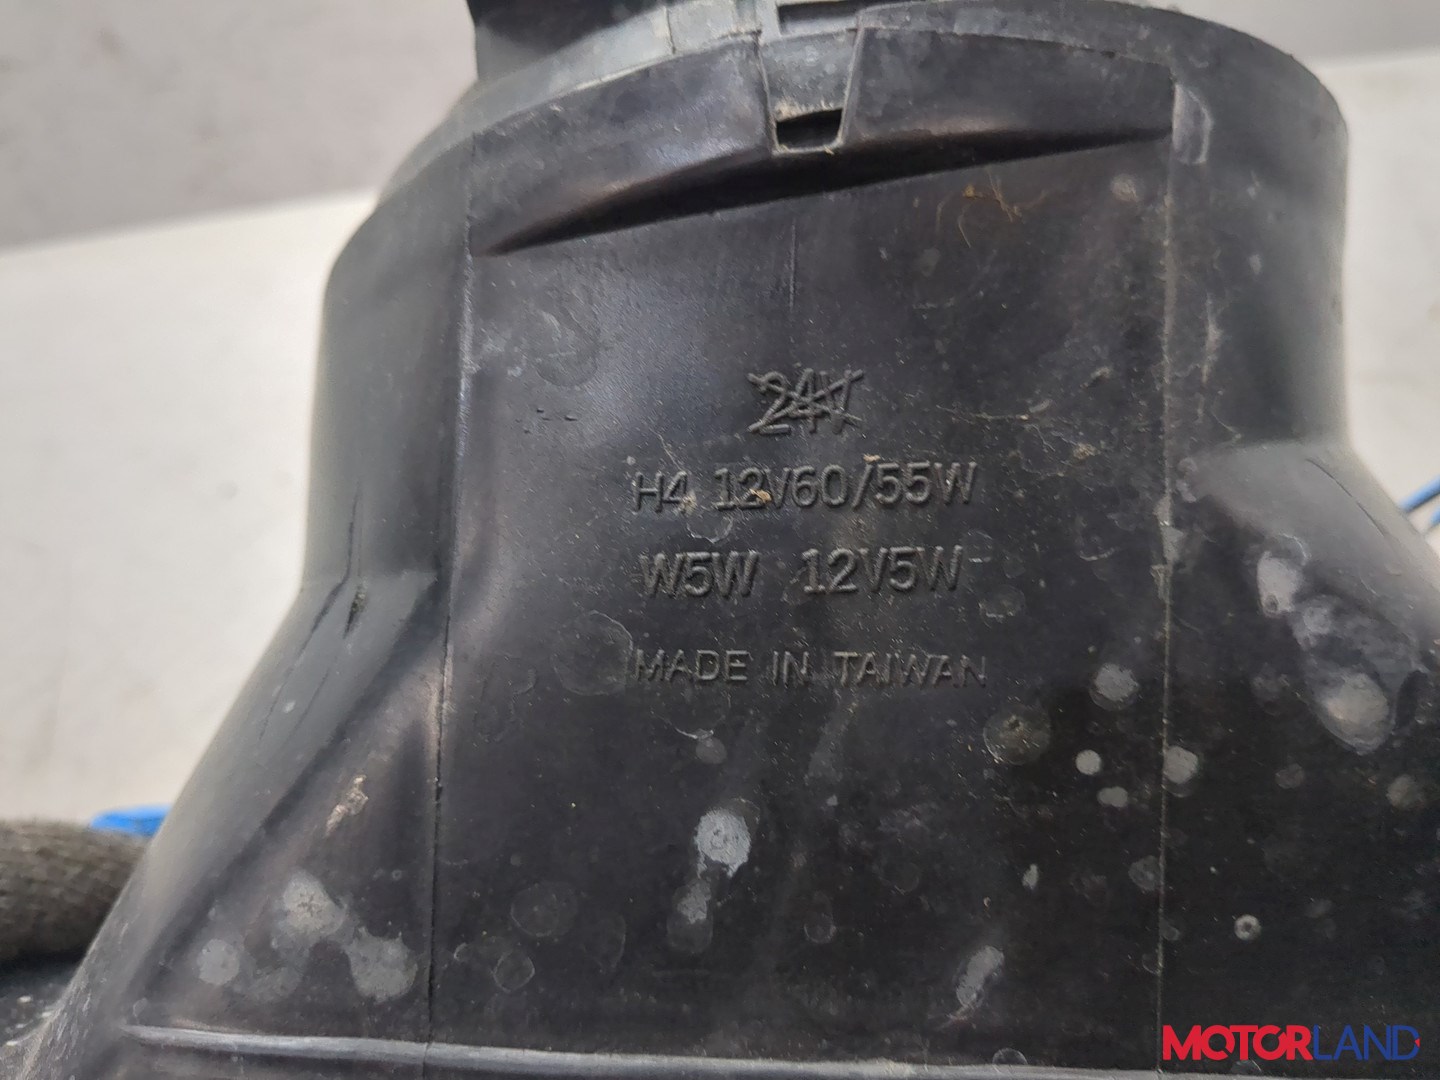 24V
H4 12V60/55W
W5W 12V5W
MADE IN TAIWAN
MOTORLAND